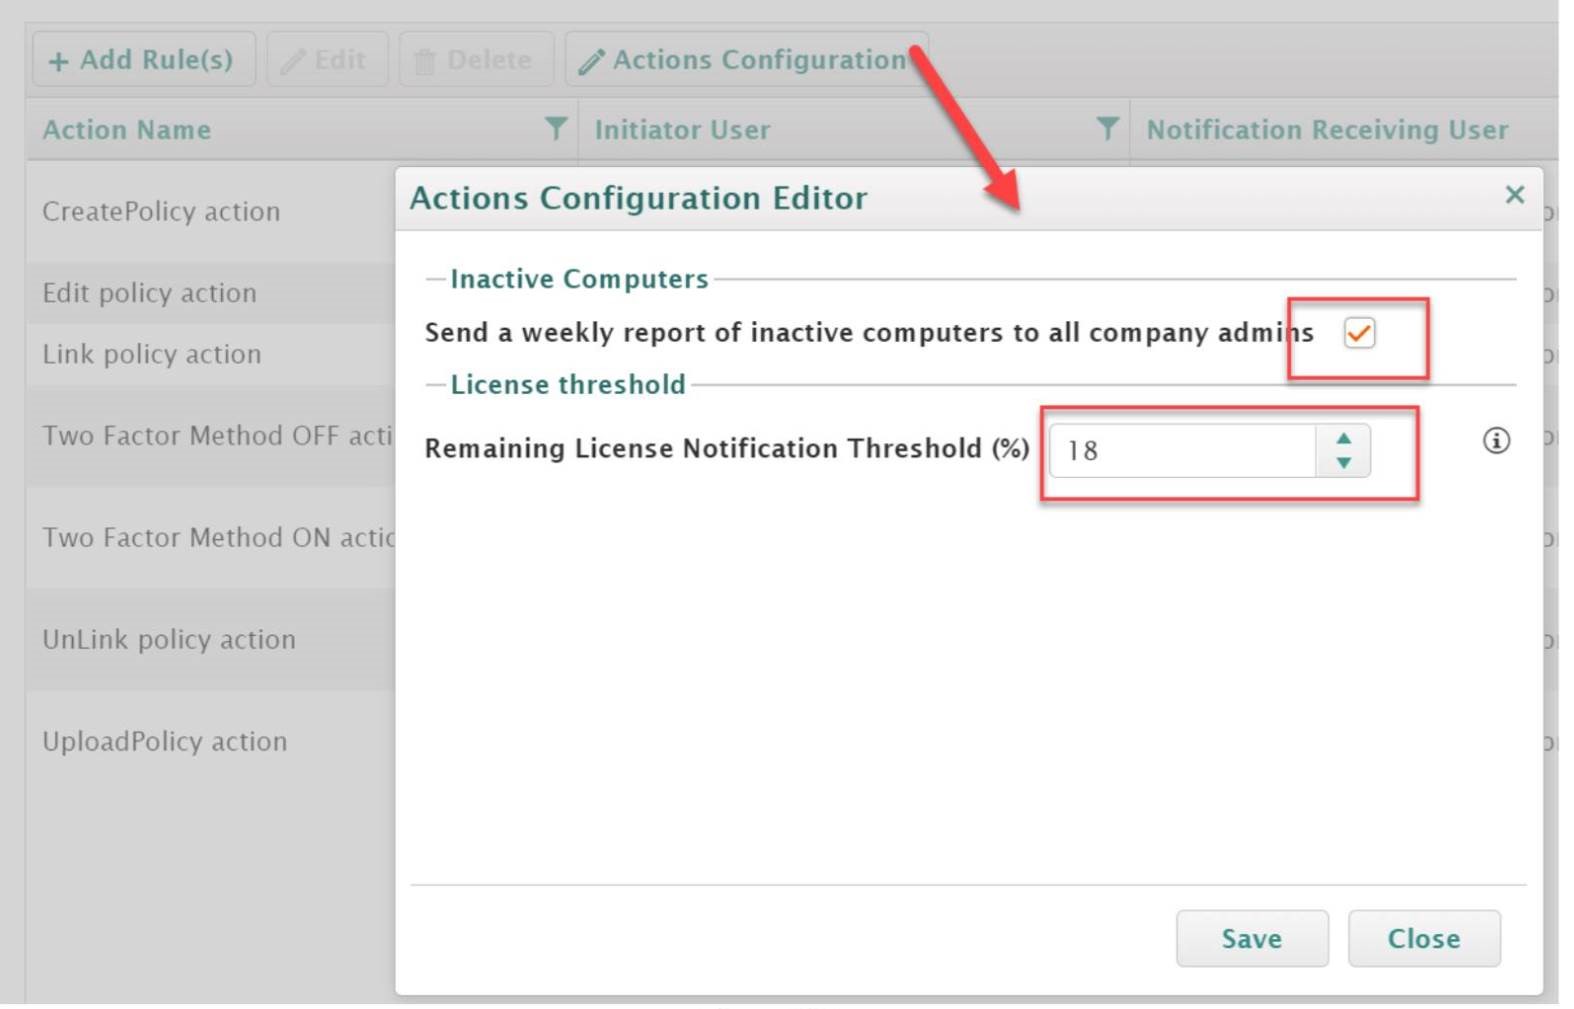 + Add Rule(s) Edit Delete Actions Configuration
Action Name Initiator User Notification Receiving User
Actions Configuration Editor
CreatePolicy action
Inactive Computers
Edit policy action
Send a weekly report of inactive computers to all company admins
Link policy action
License threshold
Two Factor Method OFF acti
Remaining License Notification Threshold (%) 18
Two Factor Method ON actio
UnLink policy action
UploadPolicy action
Save Close